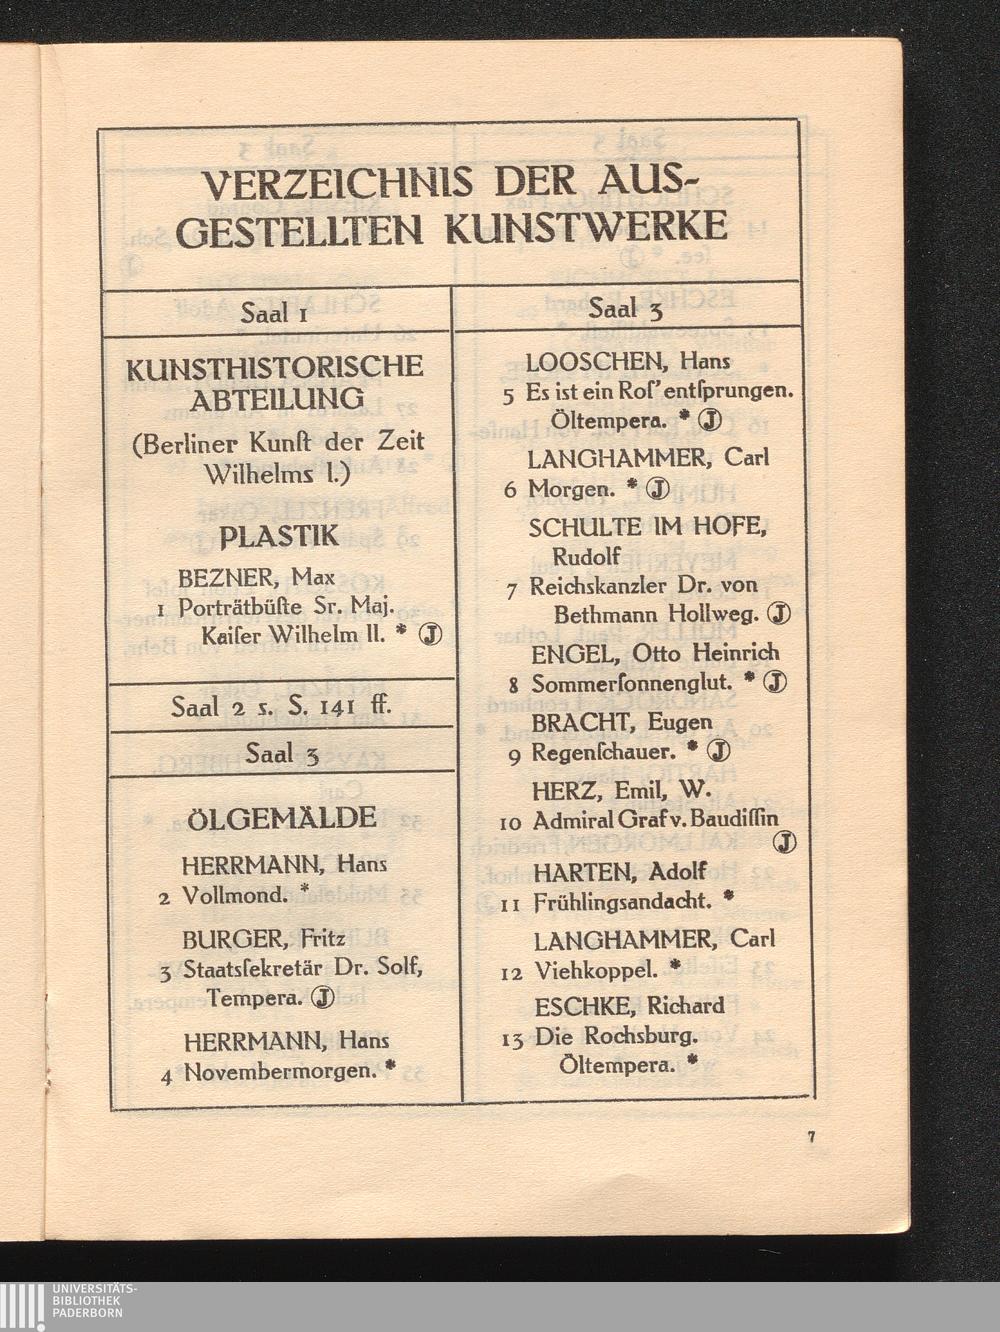 VERZEICHNIS DER AUS-
GESTELLTEN KUNSTWERKE
Saal 1
KUNSTHISTORISCHE
ABTEILUNG
(Berliner Kunſt der Zeit
Wilhelms I.)
PLASTIK
BEZNER, Max
1 Porträtbüſte Sr. Maj.
Kaiſer Wilhelm II. * Ⓙ
Saal 2 s. S. 141 ff.
Saal 3
ÖLGEMÄLDE
HERRMANN, Hans
2 Vollmond. *
BURGER, Fritz
3 Staatsſekretär Dr. Solf,
Tempera. Ⓙ
HERRMANN, Hans
4 Novembermorgen. *
Saal 3
LOOSCHEN, Hans
5 Es ist ein Roſ' entſprungen.
Öltempera. * Ⓙ
LANGHAMMER, Carl
6 Morgen. * Ⓙ
SCHULTE IM HOFE,
Rudolf
7 Reichskanzler Dr. von
Bethmann Hollweg. Ⓙ
ENGEL, Otto Heinrich
8 Sommerſonnenglut. * Ⓙ
BRACHT, Eugen
9 Regenſchauer. * Ⓙ
HERZ, Emil, W.
10 Admiral Graf v. Baudiſſin
Ⓙ
HARTEN, Adolf
11 Frühlingsandacht. *
LANGHAMMER, Carl
12 Viehkoppel. *
ESCHKE, Richard
13 Die Rochsburg.
Öltempera. *
7
UNIVERSITÄTS-
BIBLIOTHEK
PADERBORN